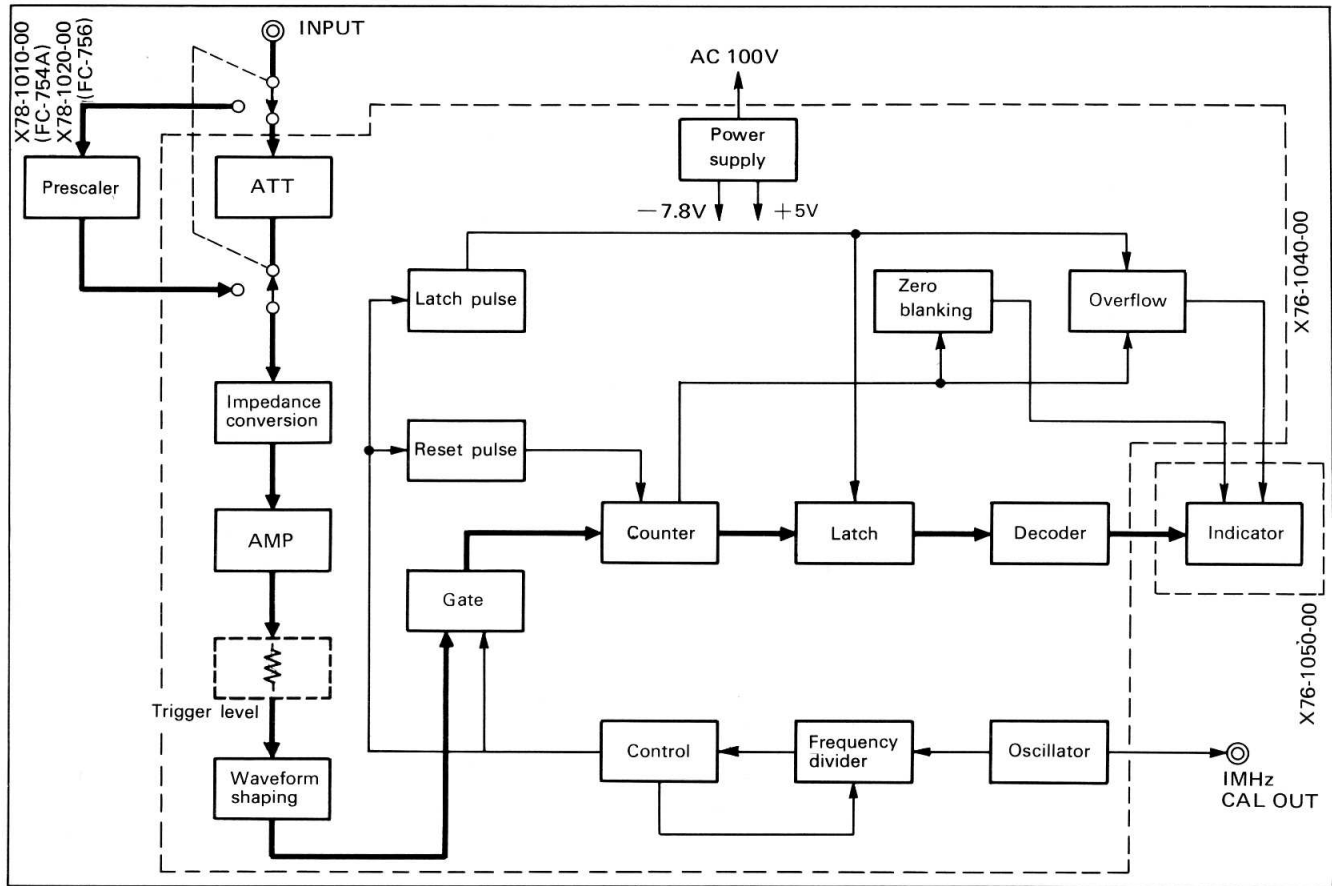 X78-1010-00
(FC-754A)
X78-1020-00
(FC-756)
INPUT
AC 100V
Power
supply
Prescaler
ATT
−7.8V
+5V
Latch pulse
Zero
blanking
Overflow
X76-1040-00
Impedance
conversion
Reset pulse
AMP
Counter
Latch
Decoder
Indicator
Gate
X76-1050-00
Trigger level
Control
Frequency
divider
Oscillator
Waveform
shaping
1MHz
CAL OUT